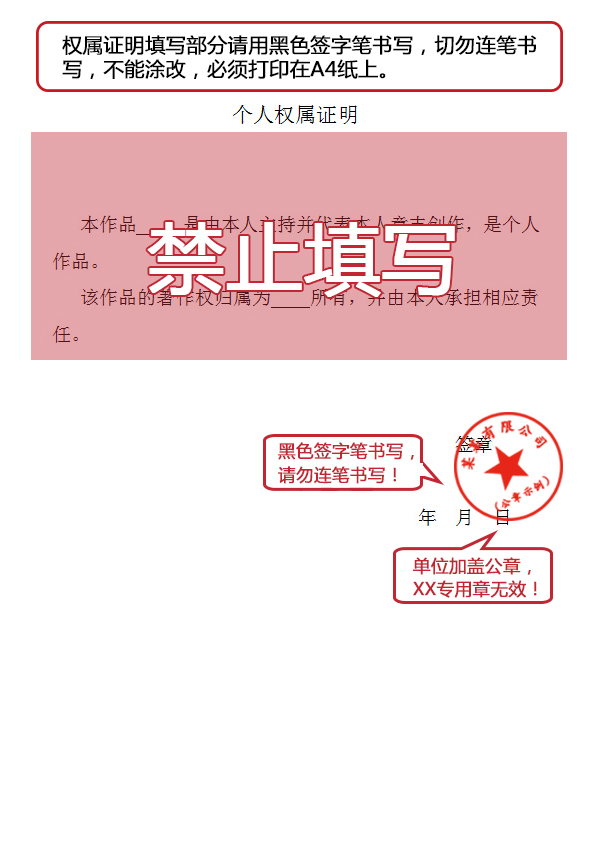 权属证明填写部分请用黑色签字笔书写，切勿连笔书
写，不能涂改，必须打印在A4纸上。
个人权属证明
本作品____是由本人主持并代表本人意志创作，是个人
作品。
禁止填写
该作品的著作权归属为____所有，并由本人承担相应责
任。
某某有限公司
签章
黑色签字笔书写，
请勿连笔书写！
（公章示例）
年 月 日
单位加盖公章，
XX专用章无效！